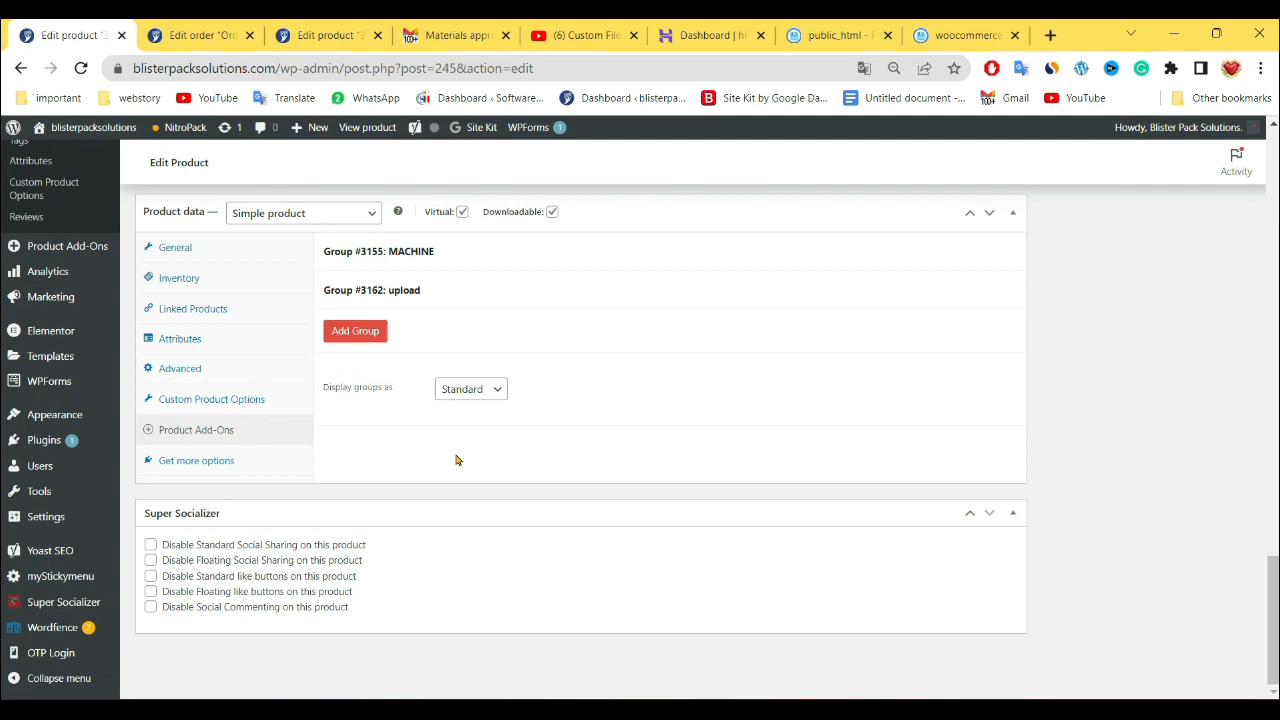 Edit product "3
Edit order "Ord
Edit product "3
Materials appr
(6) Custom File
Dashboard | h
public_html - F
woocommerce
blisterpacksolutions.com/wp-admin/post.php?post=245&action=edit
important
webstory
YouTube
Translate
WhatsApp
Dashboard ‹ Software...
Dashboard ‹ blisterpa...
Site Kit by Google Da...
Untitled document -...
Gmail
YouTube
Other bookmarks
blisterpacksolutions
NitroPack
1
0
New
View product
Site Kit
WPForms 1
Howdy, Blister Pack Solutions.
Tags
Attributes
Custom Product
Options
Reviews
Product Add-Ons
Analytics
Marketing
Elementor
Templates
WPForms
Appearance
Plugins 1
Users
Tools
Settings
Yoast SEO
myStickymenu
Super Socializer
Wordfence 2
OTP Login
Collapse menu
Edit Product
Activity
Product data —
Simple product
Virtual:
Downloadable:
General
Inventory
Linked Products
Attributes
Advanced
Custom Product Options
Product Add-Ons
Get more options
Group #3155: MACHINE
Group #3162: upload
Add Group
Display groups as
Standard
Super Socializer
Disable Standard Social Sharing on this product
Disable Floating Social Sharing on this product
Disable Standard like buttons on this product
Disable Floating like buttons on this product
Disable Social Commenting on this product